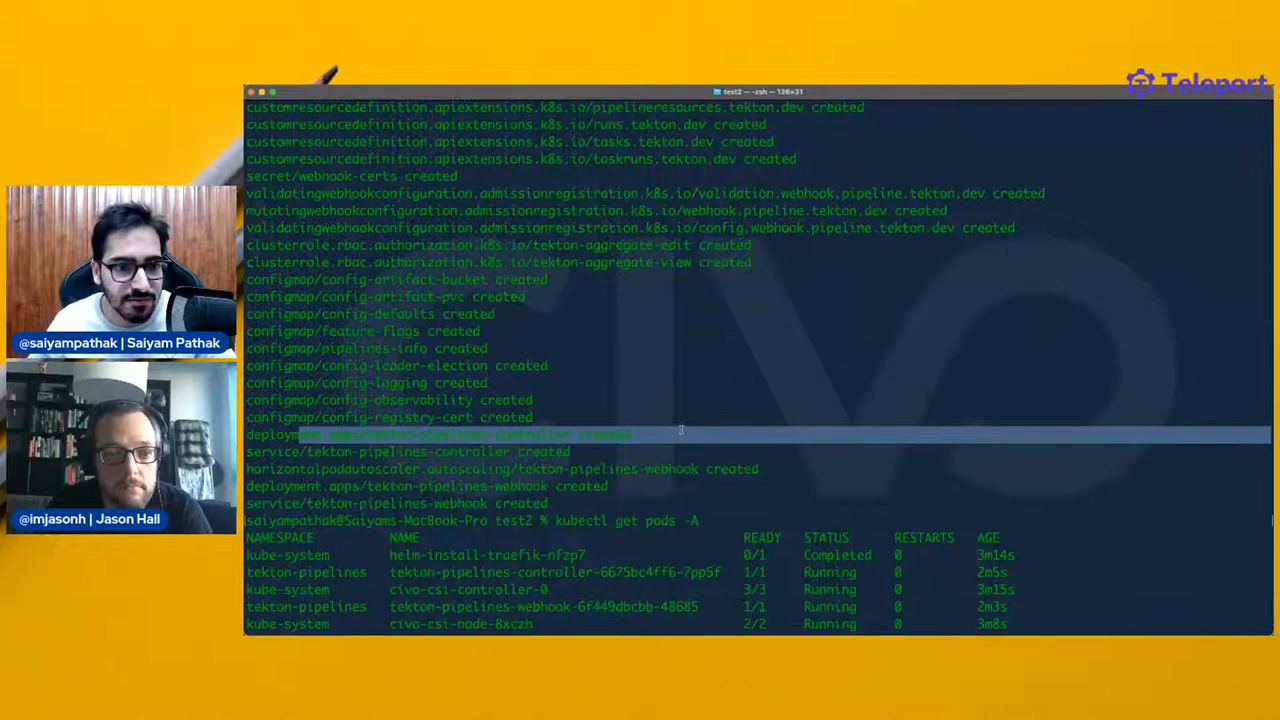 Teleport
test2 — -zsh — 136×31
customresourcedefinition.apiextensions.k8s.io/pipelineresources.tekton.dev created
customresourcedefinition.apiextensions.k8s.io/runs.tekton.dev created
customresourcedefinition.apiextensions.k8s.io/tasks.tekton.dev created
customresourcedefinition.apiextensions.k8s.io/taskruns.tekton.dev created
secret/webhook-certs created
validatingwebhookconfiguration.admissionregistration.k8s.io/validation.webhook.pipeline.tekton.dev created
mutatingwebhookconfiguration.admissionregistration.k8s.io/webhook.pipeline.tekton.dev created
validatingwebhookconfiguration.admissionregistration.k8s.io/config.webhook.pipeline.tekton.dev created
clusterrole.rbac.authorization.k8s.io/tekton-aggregate-edit created
clusterrole.rbac.authorization.k8s.io/tekton-aggregate-view created
configmap/config-artifact-bucket created
configmap/config-artifact-pvc created
configmap/config-defaults created
configmap/feature-flags created
configmap/pipelines-info created
configmap/config-leader-election created
configmap/config-logging created
configmap/config-observability created
configmap/config-registry-cert created
deployment.apps/tekton-pipelines-controller created
service/tekton-pipelines-controller created
horizontalpodautoscaler.autoscaling/tekton-pipelines-webhook created
deployment.apps/tekton-pipelines-webhook created
service/tekton-pipelines-webhook created
saiyampathak@Saiyams-MacBook-Pro test2 % kubectl get pods -A
NAMESPACE NAME READY STATUS RESTARTS AGE
kube-system helm-install-traefik-nfzp7 0/1 Completed 0 3m14s
tekton-pipelines tekton-pipelines-controller-6675bc4ff6-7pp5f 1/1 Running 0 2m5s
kube-system civo-csi-controller-0 3/3 Running 0 3m15s
tekton-pipelines tekton-pipelines-webhook-6f449dbcbb-48685 1/1 Running 0 2m3s
kube-system civo-csi-node-8xczh 2/2 Running 0 3m8s
@saiyampathak | Saiyam Pathak
@imjasonh | Jason Hall